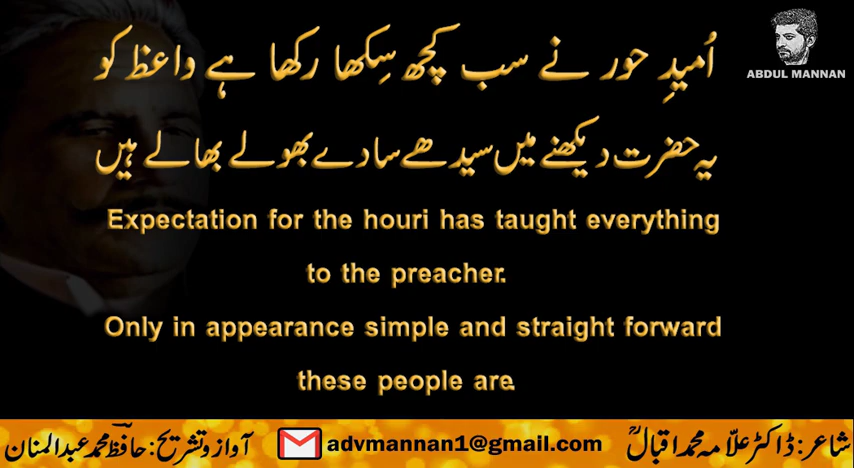 ABDUL MANNAN
اُمیدِ حور نے سب کچھ سِکھا رکھا ہے واعظ کو
یہ حضرت دیکھنے میں سیدھے سادے بھولے بھالے ہیں
Expectation for the houri has taught everything
to the preacher.
Only in appearance simple and straight forward
these people are.
شاعر: ڈاکٹر علّامہ محمد اقبالؒ
advmannan1@gmail.com
آواز و تشریح: حافظ محمد عبدالمنان